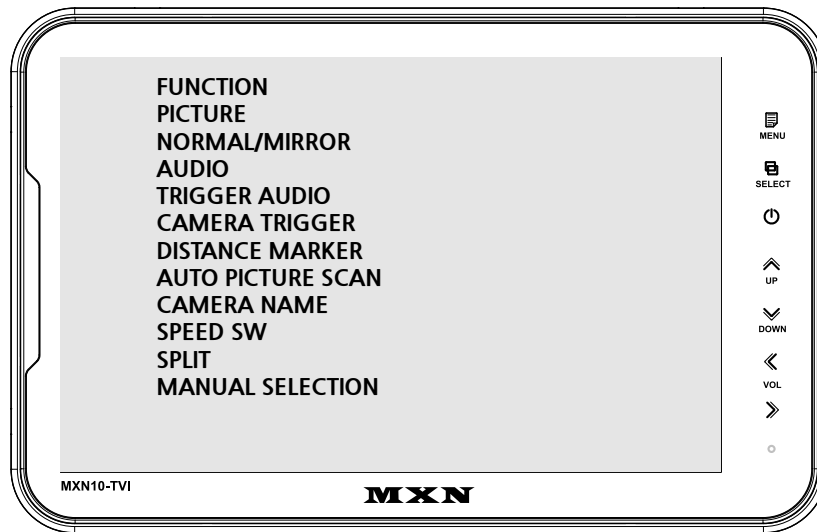 FUNCTION
PICTURE
NORMAL/MIRROR
AUDIO
TRIGGER AUDIO
CAMERA TRIGGER
DISTANCE MARKER
AUTO PICTURE SCAN
CAMERA NAME
SPEED SW
SPLIT
MANUAL SELECTION
MENU
SELECT
UP
DOWN
VOL
MXN10-TVI
MXN